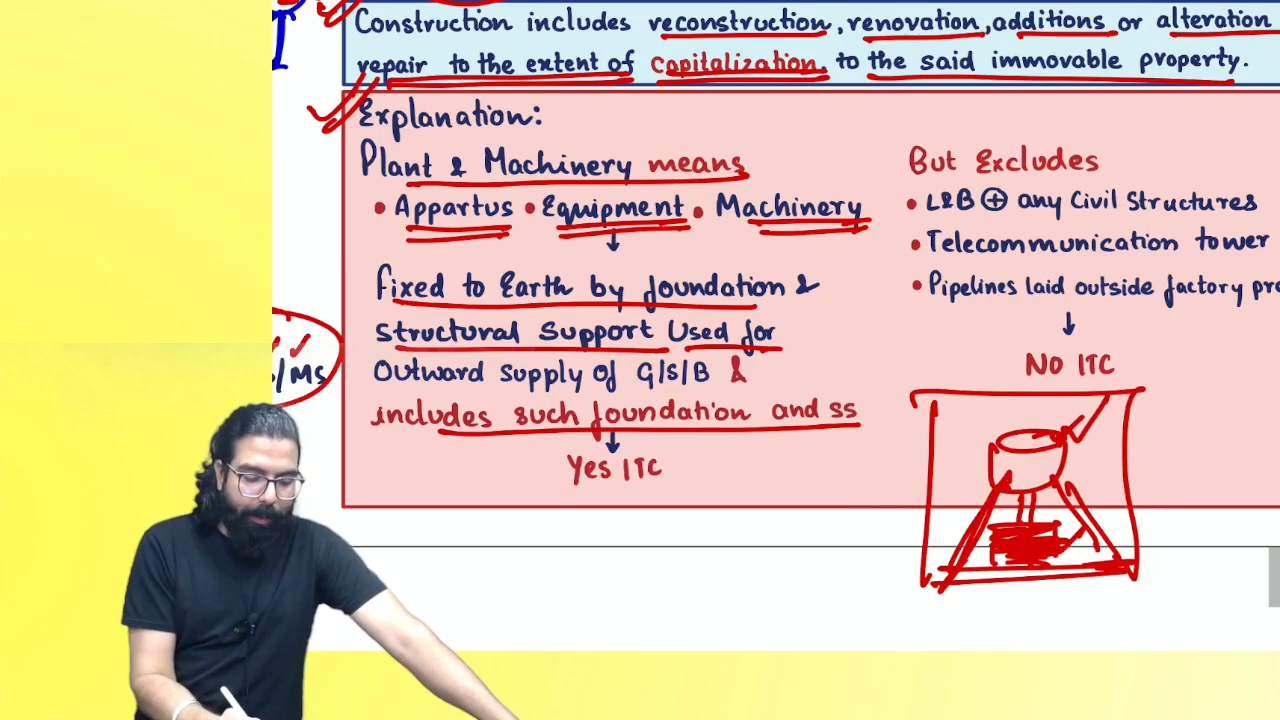 Construction includes reconstruction, renovation, additions or alteration
repair to the extent of capitalization to the said immovable property.
Explanation:
Plant & Machinery means
• Appartus • Equipment • Machinery
↓
fixed to Earth by foundation &
Structural Support Used for
Outward supply of G/S/B &
includes such foundation and ss
↓
Yes ITC
But Excludes
• L&B ⊕ any Civil Structures
• Telecommunication tower
• Pipelines laid outside factory pre
↓
NO ITC
/MS